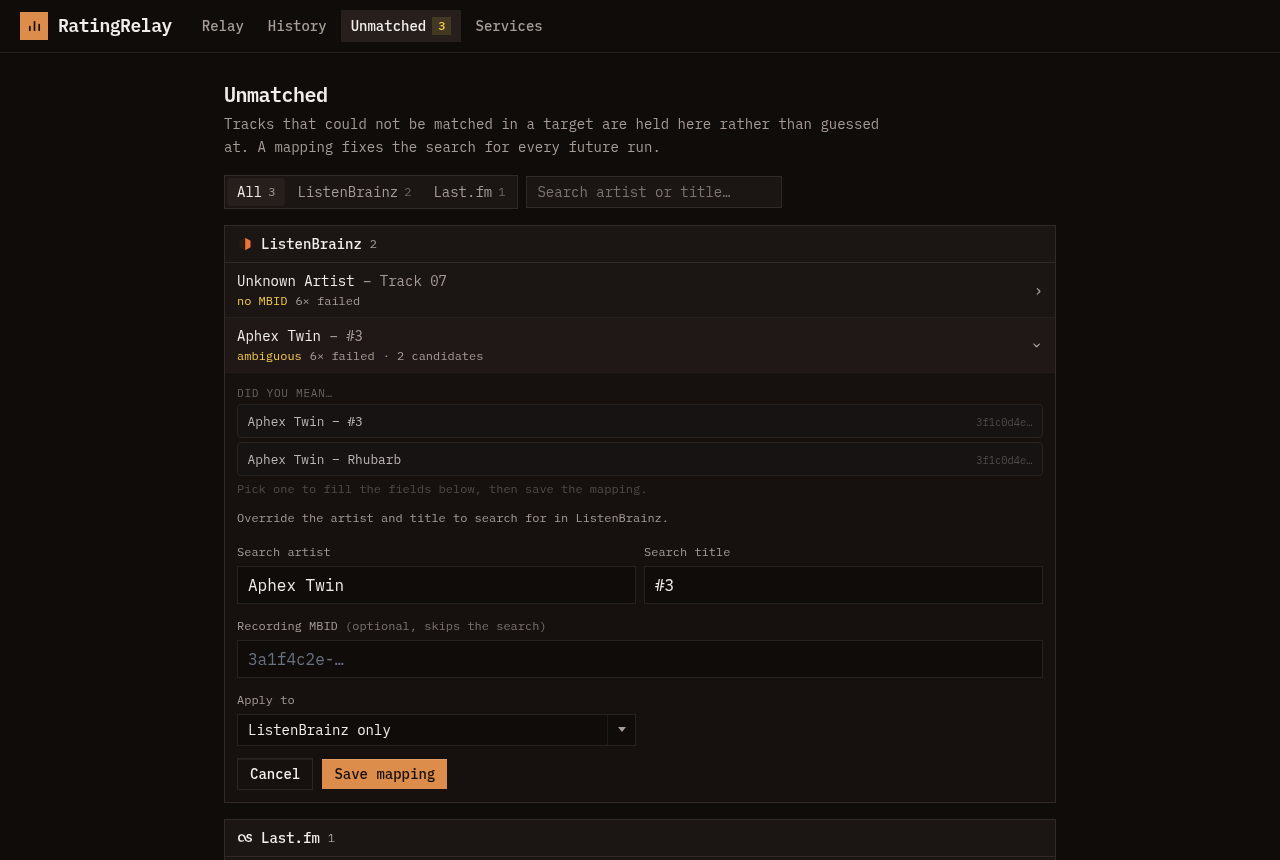 RatingRelay Relay History Unmatched 3 Services
Unmatched
Tracks that could not be matched in a target are held here rather than guessed
at. A mapping fixes the search for every future run.
All 3 ListenBrainz 2 Last.fm 1 Search artist or title…
ListenBrainz 2
Unknown Artist – Track 07
no MBID 6× failed
Aphex Twin – #3
ambiguous 6× failed · 2 candidates
DID YOU MEAN…
Aphex Twin – #3 3f1c0d4e…
Aphex Twin – Rhubarb 3f1c0d4e…
Pick one to fill the fields below, then save the mapping.
Override the artist and title to search for in ListenBrainz.
Search artist Search title
Aphex Twin #3
Recording MBID (optional, skips the search)
3a1f4c2e-…
Apply to
ListenBrainz only
Cancel Save mapping
Last.fm 1